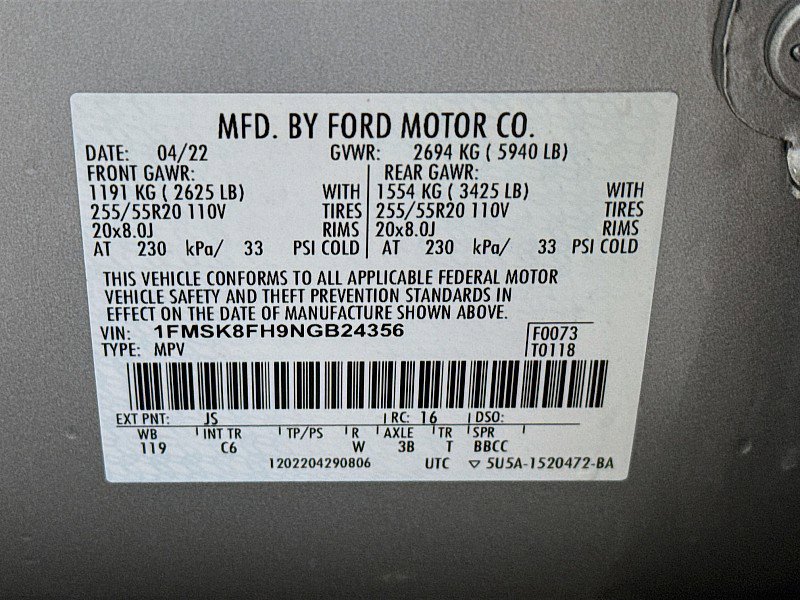 MFD. BY FORD MOTOR CO.
DATE: 04/22 GVWR: 2694 KG ( 5940 LB)
FRONT GAWR: REAR GAWR:
1191 KG ( 2625 LB) WITH 1554 KG ( 3425 LB) WITH
255/55R20 110V TIRES 255/55R20 110V TIRES
20x8.0J RIMS 20x8.0J RIMS
AT 230 kPa/ 33 PSI COLD AT 230 kPa/ 33 PSI COLD
THIS VEHICLE CONFORMS TO ALL APPLICABLE FEDERAL MOTOR
VEHICLE SAFETY AND THEFT PREVENTION STANDARDS IN
EFFECT ON THE DATE OF MANUFACTURE SHOWN ABOVE.
VIN: 1FMSK8FH9NGB24356 F0073
TYPE: MPV T0118
EXT PNT: JS RC: 16 DSO:
WB INT TR TP/PS R AXLE TR SPR
119 C6 W 3B T BBCC
1202204290806 UTC ▽ 5U5A-1520472-BA